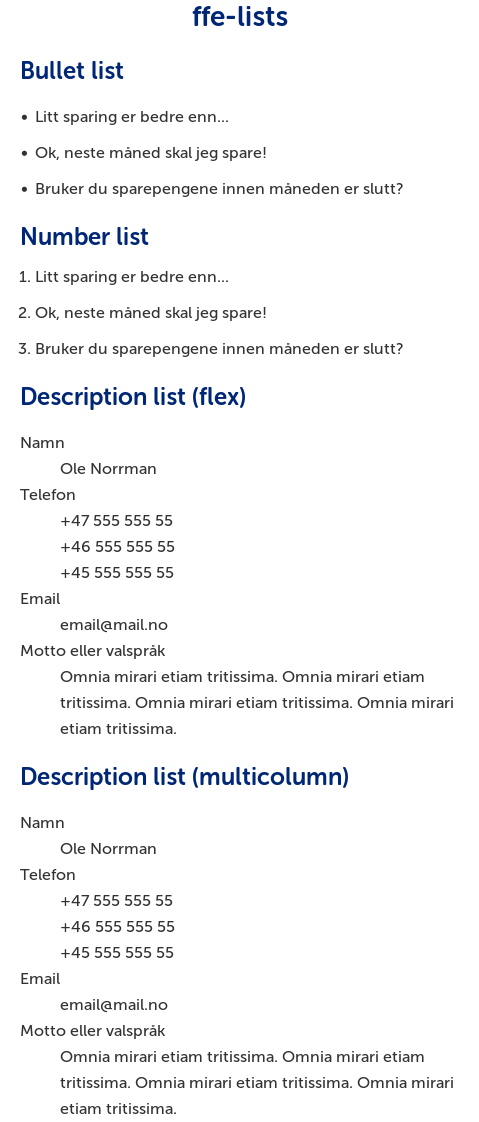 ffe-lists
Bullet list
• Litt sparing er bedre enn...
• Ok, neste måned skal jeg spare!
• Bruker du sparepengene innen måneden er slutt?
Number list
1. Litt sparing er bedre enn...
2. Ok, neste måned skal jeg spare!
3. Bruker du sparepengene innen måneden er slutt?
Description list (flex)
Namn
Ole Norrman
Telefon
+47 555 555 55
+46 555 555 55
+45 555 555 55
Email
email@mail.no
Motto eller valspråk
Omnia mirari etiam tritissima. Omnia mirari etiam
tritissima. Omnia mirari etiam tritissima. Omnia mirari
etiam tritissima.
Description list (multicolumn)
Namn
Ole Norrman
Telefon
+47 555 555 55
+46 555 555 55
+45 555 555 55
Email
email@mail.no
Motto eller valspråk
Omnia mirari etiam tritissima. Omnia mirari etiam
tritissima. Omnia mirari etiam tritissima. Omnia mirari
etiam tritissima.